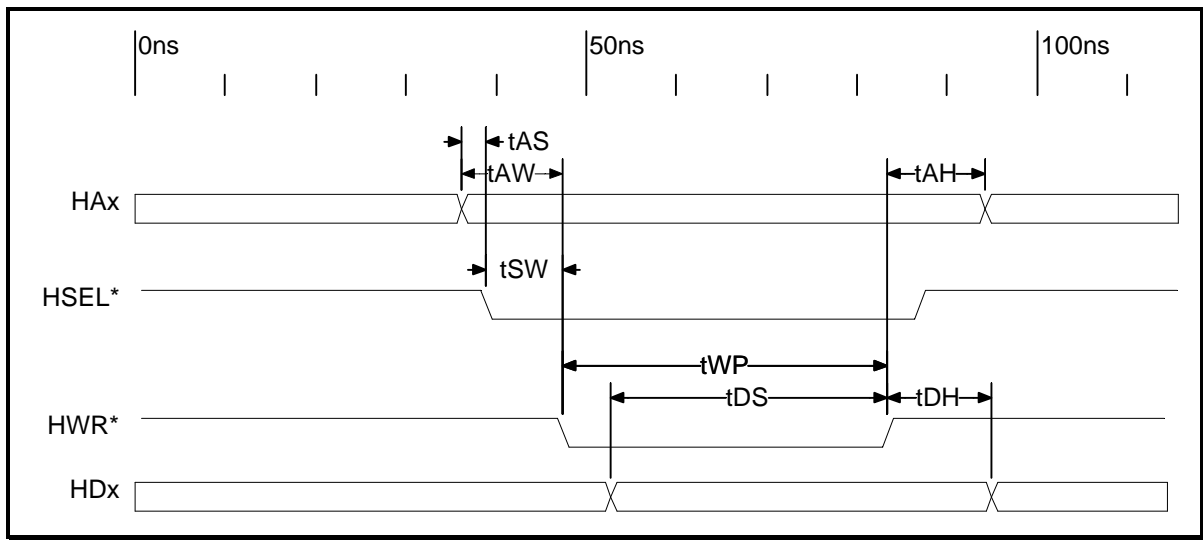 0ns 50ns 100ns
tAS
tAW tAH
HAx
tSW
HSEL*
tWP
tDS tDH
HWR*
HDx